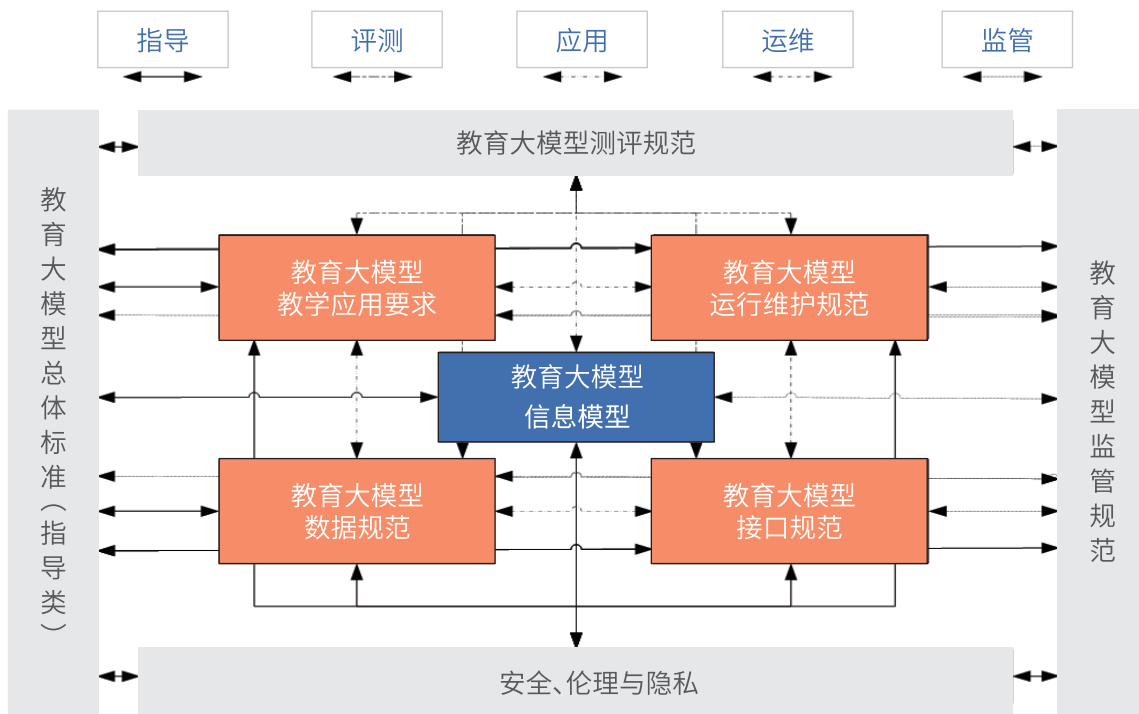 指导
评测
应用
运维
监管
教育大模型测评规范
教育大模型总体标准（指导类）
教育大模型
教学应用要求
教育大模型
运行维护规范
教育大模型
信息模型
教育大模型
数据规范
教育大模型
接口规范
教育大模型监管规范
安全、伦理与隐私